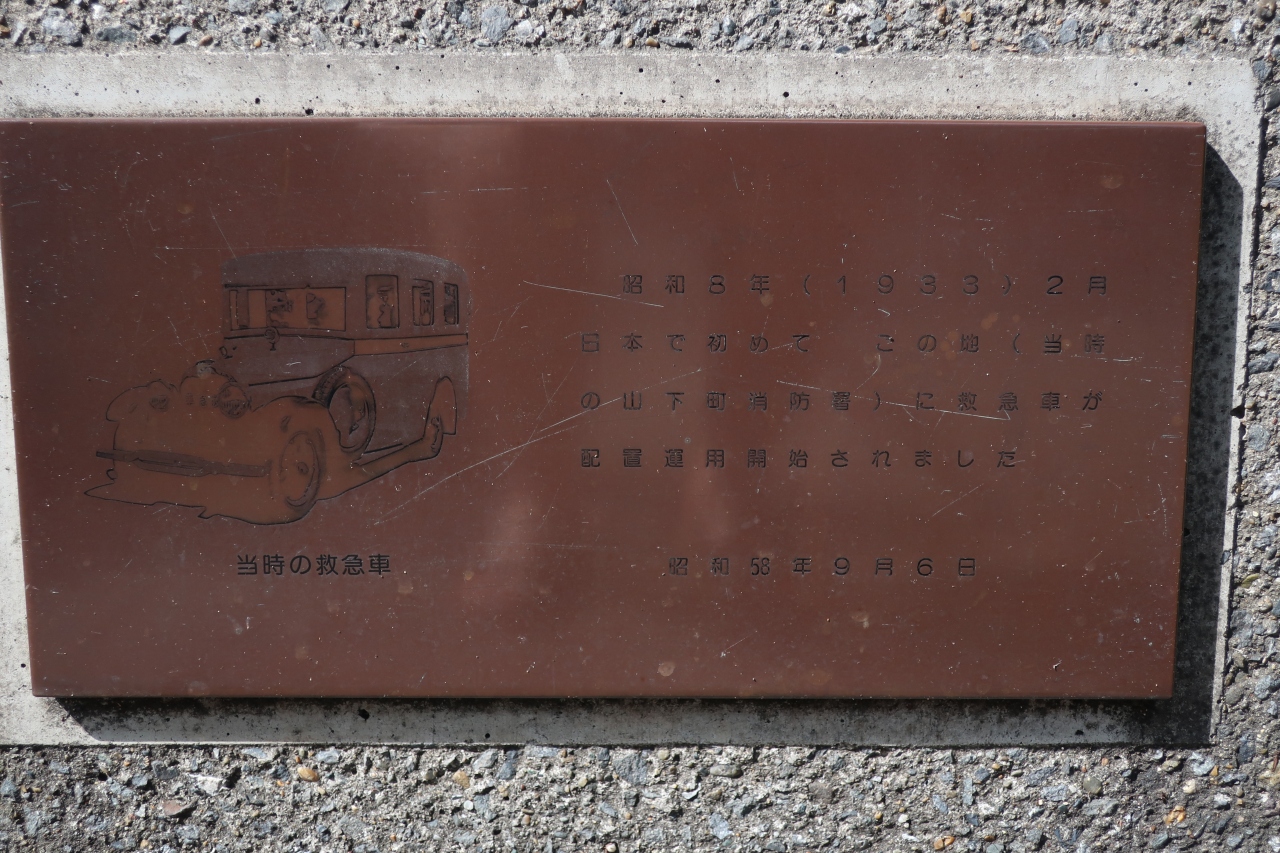 昭和8年(1933)2月
日本で初めて この地(当時
の山下町消防署)に救急車が
配置運用開始されました
昭和58年9月6日
当時の救急車